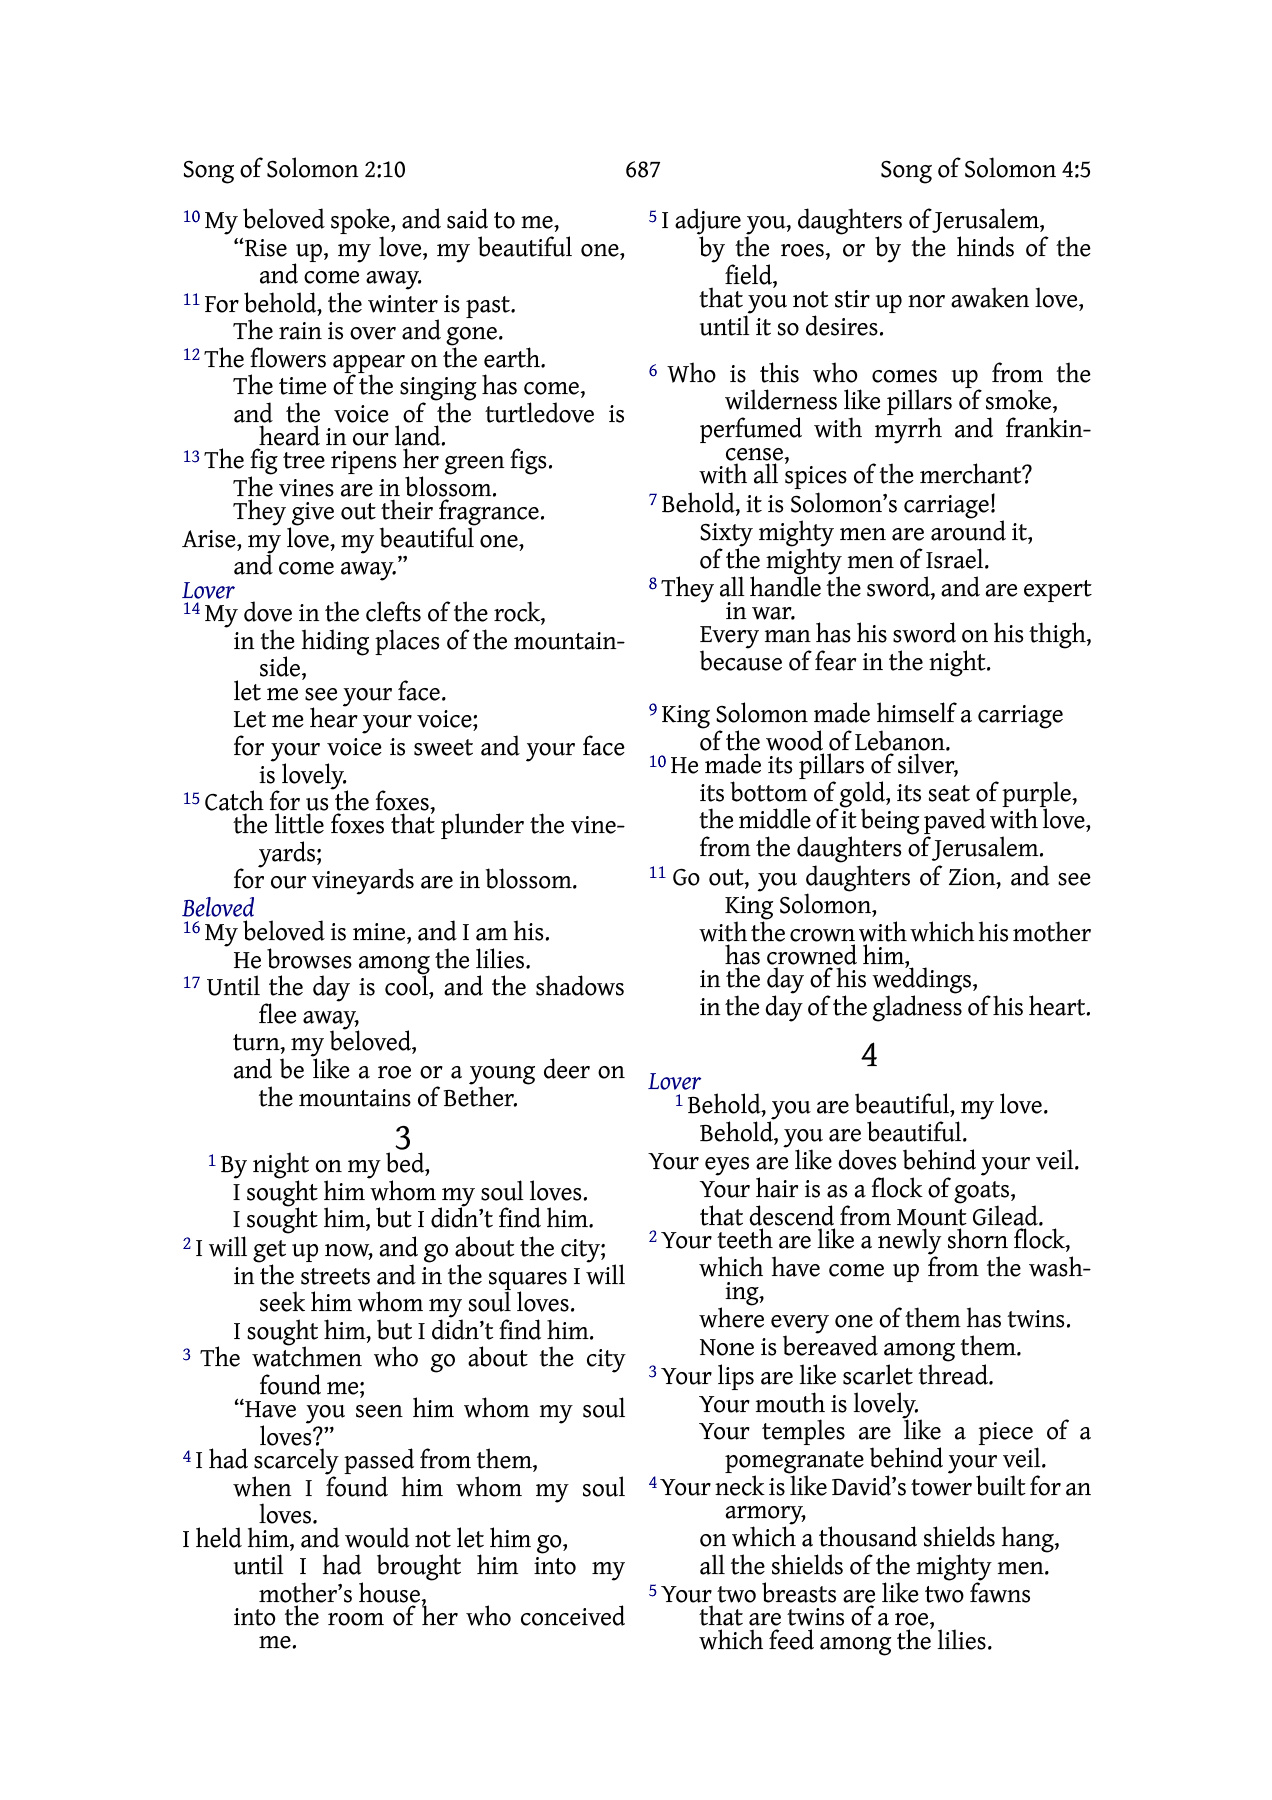 Song of Solomon 2:10
687
Song of Solomon 4:5
10 My beloved spoke, and said to me,
“Rise up, my love, my beautiful one,
and come away.
11 For behold, the winter is past.
The rain is over and gone.
12 The flowers appear on the earth.
The time of the singing has come,
and the voice of the turtledove is
heard in our land.
13 The fig tree ripens her green figs.
The vines are in blossom.
They give out their fragrance.
Arise, my love, my beautiful one,
and come away.”
Lover
14 My dove in the clefts of the rock,
in the hiding places of the mountain-
side,
let me see your face.
Let me hear your voice;
for your voice is sweet and your face
is lovely.
15 Catch for us the foxes,
the little foxes that plunder the vine-
yards;
for our vineyards are in blossom.
Beloved
16 My beloved is mine, and I am his.
He browses among the lilies.
17 Until the day is cool, and the shadows
flee away,
turn, my beloved,
and be like a roe or a young deer on
the mountains of Bether.
3
1 By night on my bed,
I sought him whom my soul loves.
I sought him, but I didn’t find him.
2 I will get up now, and go about the city;
in the streets and in the squares I will
seek him whom my soul loves.
I sought him, but I didn’t find him.
3 The watchmen who go about the city
found me;
“Have you seen him whom my soul
loves?”
4 I had scarcely passed from them,
when I found him whom my soul
loves.
I held him, and would not let him go,
until I had brought him into my
mother’s house,
into the room of her who conceived
me.
5 I adjure you, daughters of Jerusalem,
by the roes, or by the hinds of the
field,
that you not stir up nor awaken love,
until it so desires.
6 Who is this who comes up from the
wilderness like pillars of smoke,
perfumed with myrrh and frankin-
cense,
with all spices of the merchant?
7 Behold, it is Solomon’s carriage!
Sixty mighty men are around it,
of the mighty men of Israel.
8 They all handle the sword, and are expert
in war.
Every man has his sword on his thigh,
because of fear in the night.
9 King Solomon made himself a carriage
of the wood of Lebanon.
10 He made its pillars of silver,
its bottom of gold, its seat of purple,
the middle of it being paved with love,
from the daughters of Jerusalem.
11 Go out, you daughters of Zion, and see
King Solomon,
with the crown with which his mother
has crowned him,
in the day of his weddings,
in the day of the gladness of his heart.
4
Lover
1 Behold, you are beautiful, my love.
Behold, you are beautiful.
Your eyes are like doves behind your veil.
Your hair is as a flock of goats,
that descend from Mount Gilead.
2 Your teeth are like a newly shorn flock,
which have come up from the wash-
ing,
where every one of them has twins.
None is bereaved among them.
3 Your lips are like scarlet thread.
Your mouth is lovely.
Your temples are like a piece of a
pomegranate behind your veil.
4 Your neck is like David’s tower built for an
armory,
on which a thousand shields hang,
all the shields of the mighty men.
5 Your two breasts are like two fawns
that are twins of a roe,
which feed among the lilies.